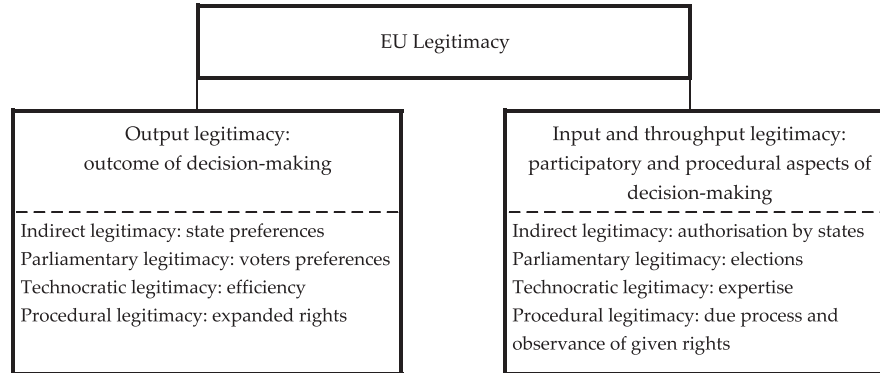 EU Legitimacy
Output legitimacy:
outcome of decision-making
Indirect legitimacy: state preferences
Parliamentary legitimacy: voters preferences
Technocratic legitimacy: efficiency
Procedural legitimacy: expanded rights
Input and throughput legitimacy:
participatory and procedural aspects of
decision-making
Indirect legitimacy: authorisation by states
Parliamentary legitimacy: elections
Technocratic legitimacy: expertise
Procedural legitimacy: due process and
observance of given rights